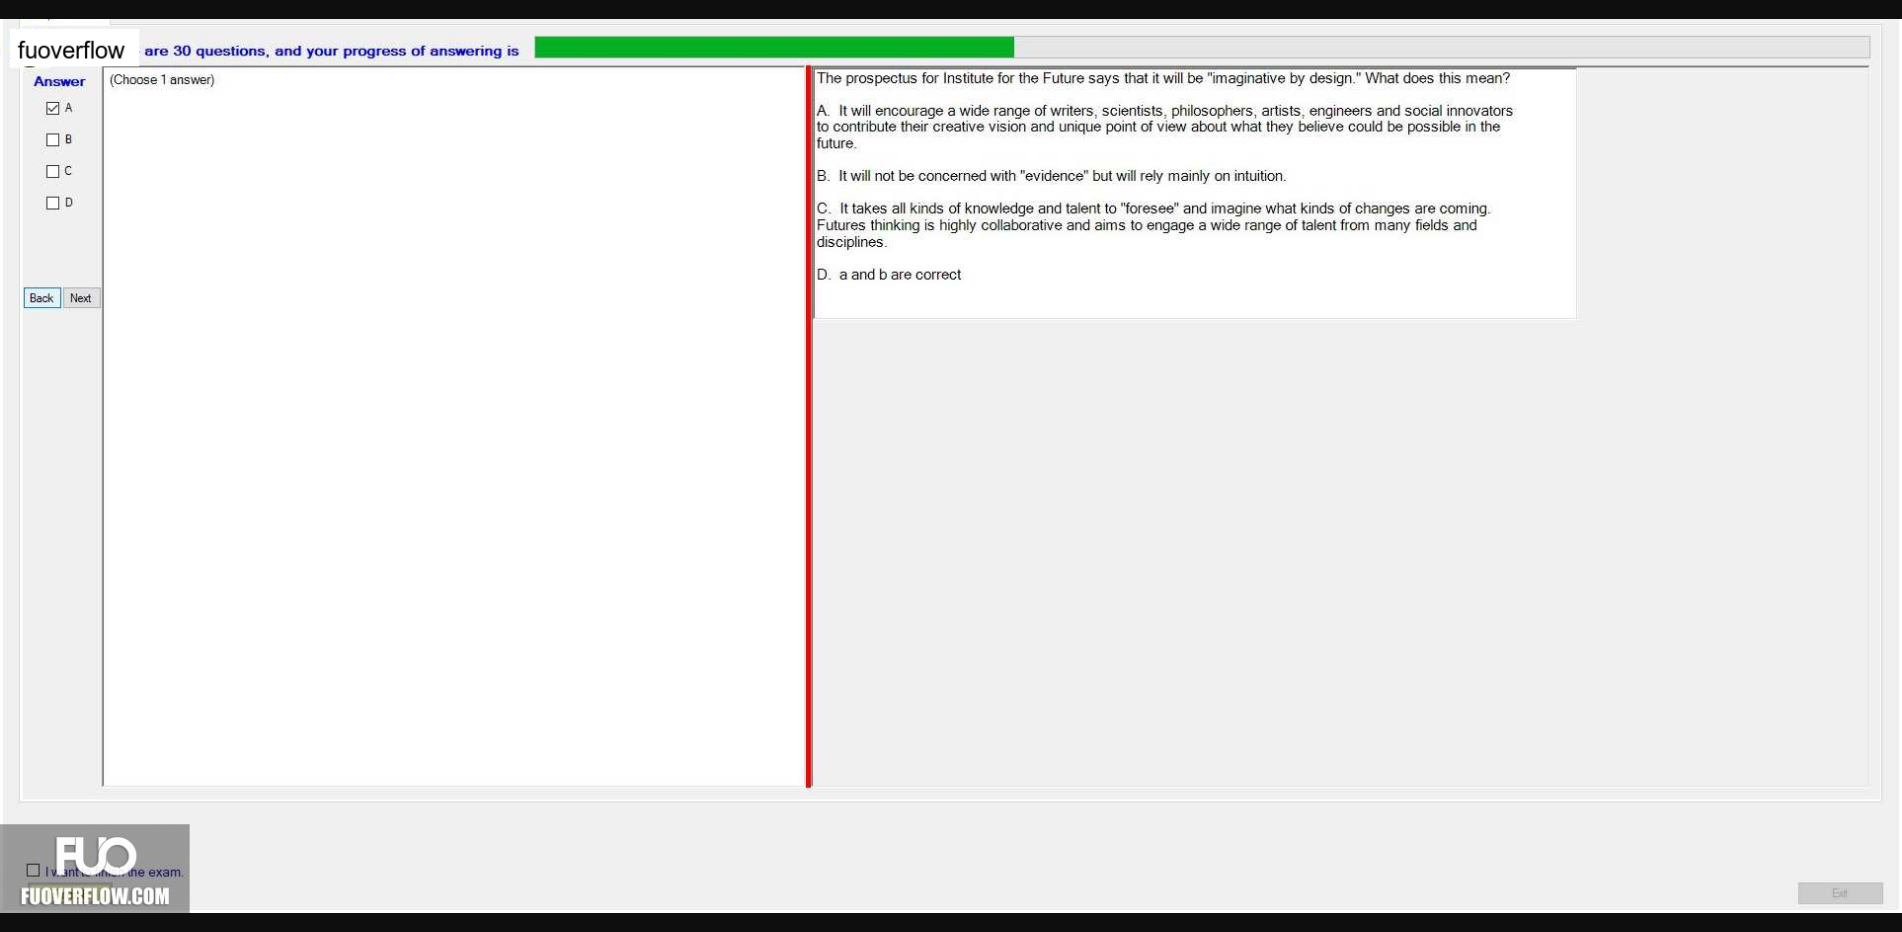 fuoverflow are 30 questions, and your progress of answering is
Answer
A
B
C
D
Back Next
(Choose 1 answer)
The prospectus for Institute for the Future says that it will be "imaginative by design." What does this mean?
A. It will encourage a wide range of writers, scientists, philosophers, artists, engineers and social innovators
to contribute their creative vision and unique point of view about what they believe could be possible in the
future.
B. It will not be concerned with "evidence" but will rely mainly on intuition.
C. It takes all kinds of knowledge and talent to "foresee" and imagine what kinds of changes are coming.
Futures thinking is highly collaborative and aims to engage a wide range of talent from many fields and
disciplines.
D. a and b are correct
FUO
I want to finish the exam.
FUOVERFLOW.COM
Exit